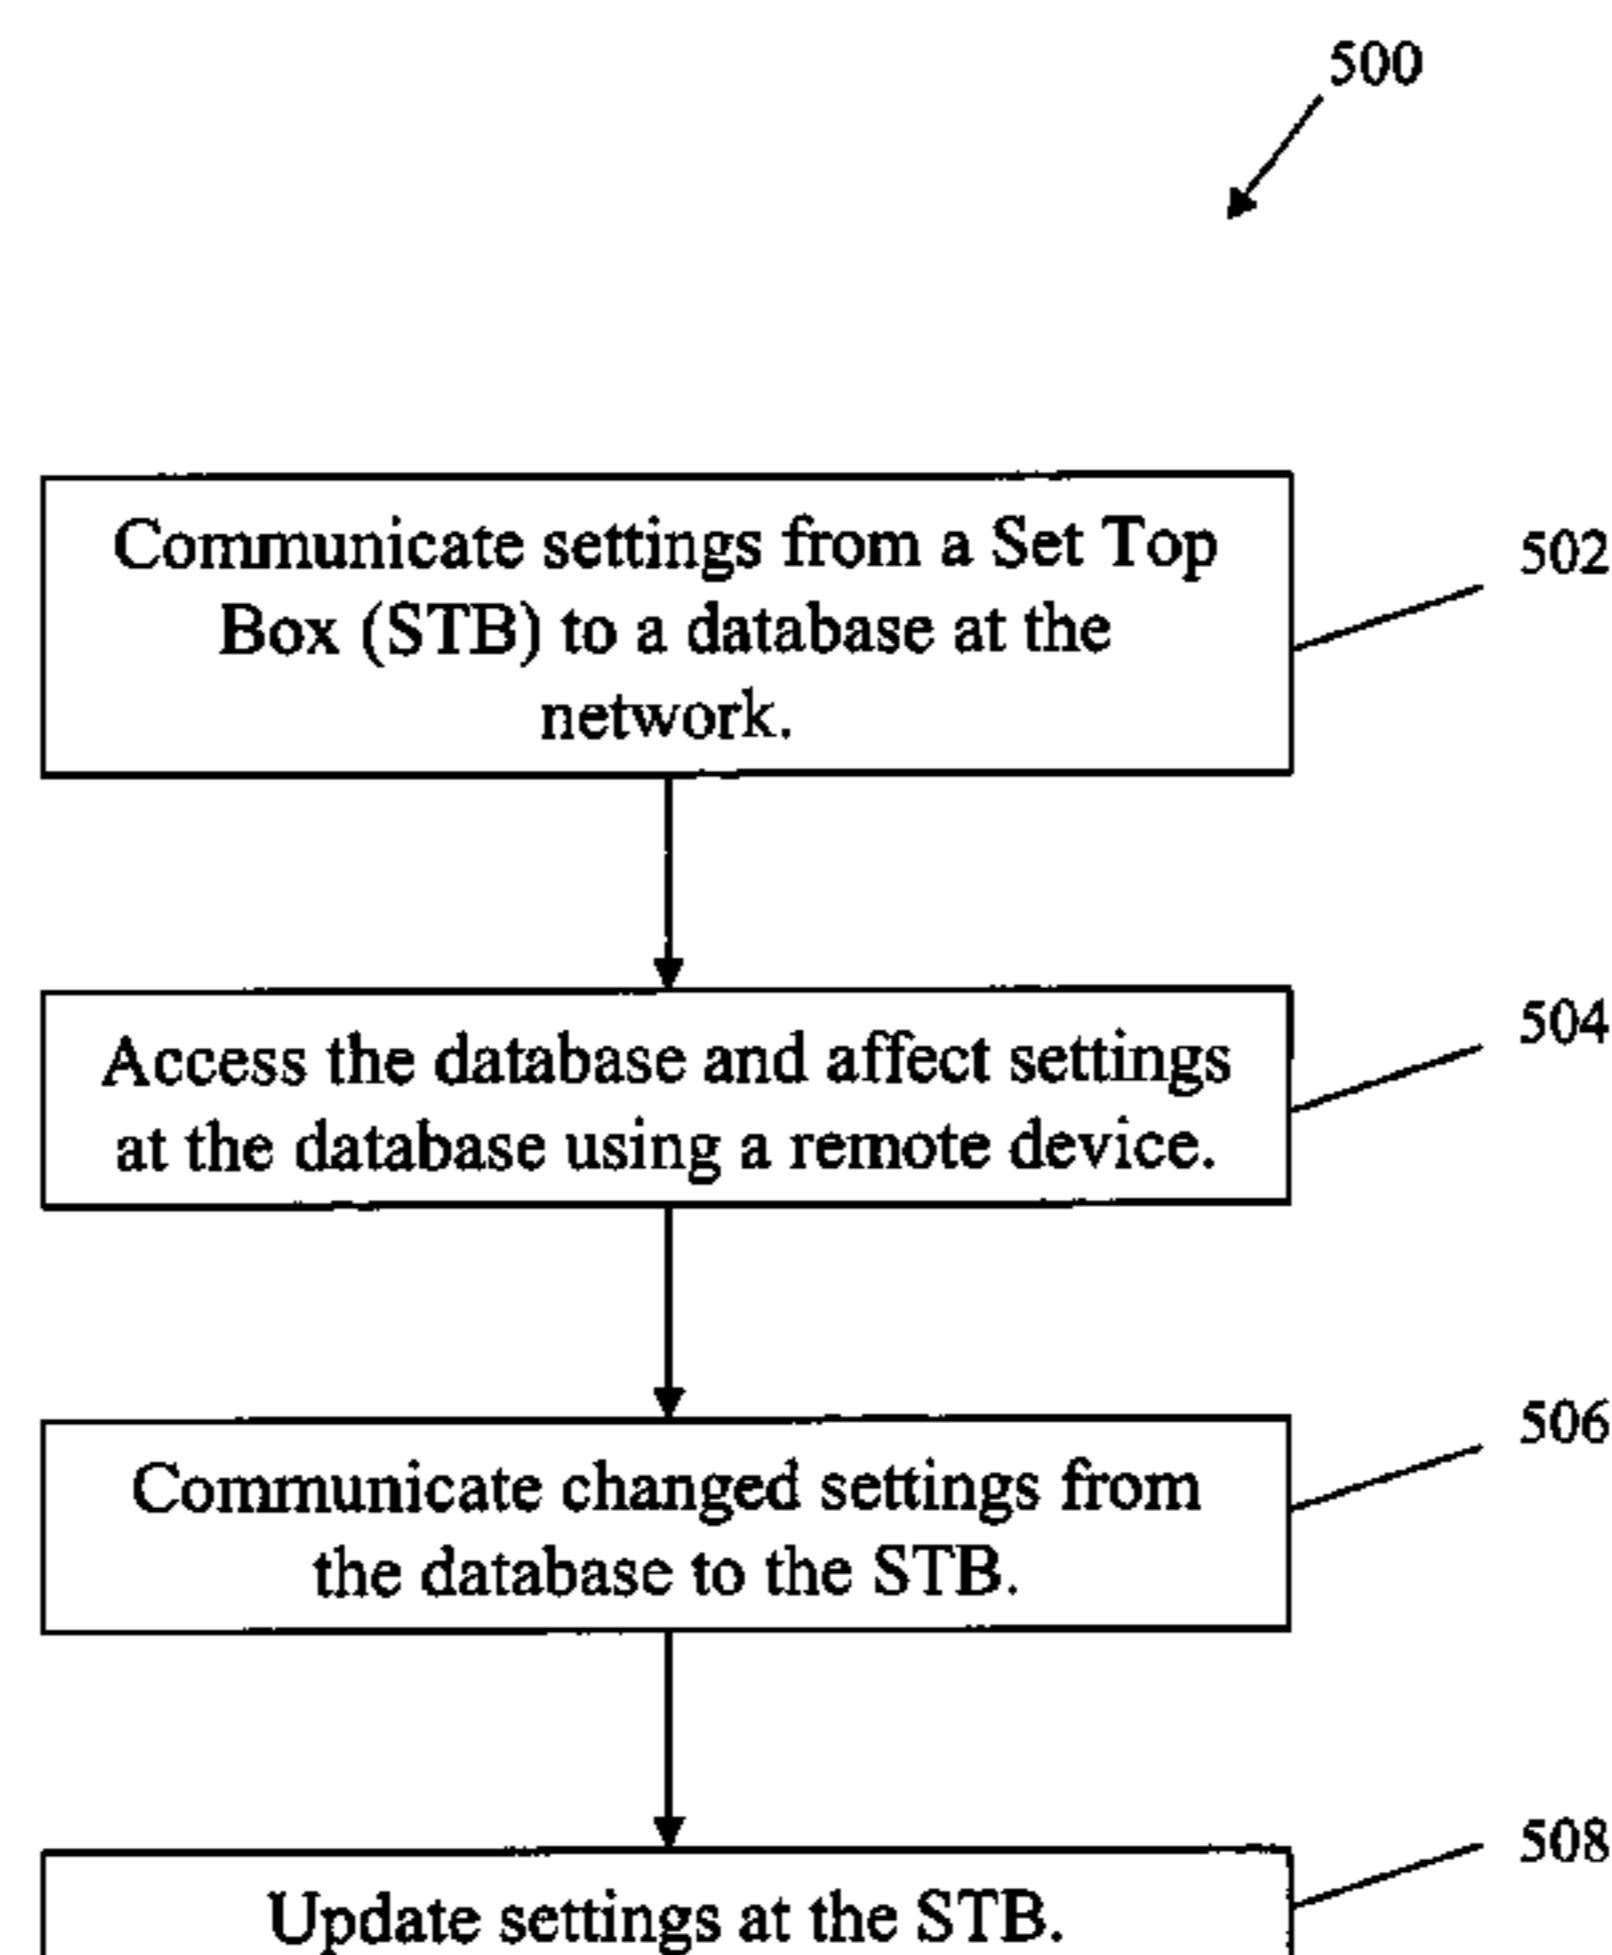 500
Communicate settings from a Set Top
Box (STB) to a database at the
network.
502
Access the database and affect settings
at the database using a remote device.
504
Communicate changed settings from
the database to the STB.
506
Update settings at the STB.
508